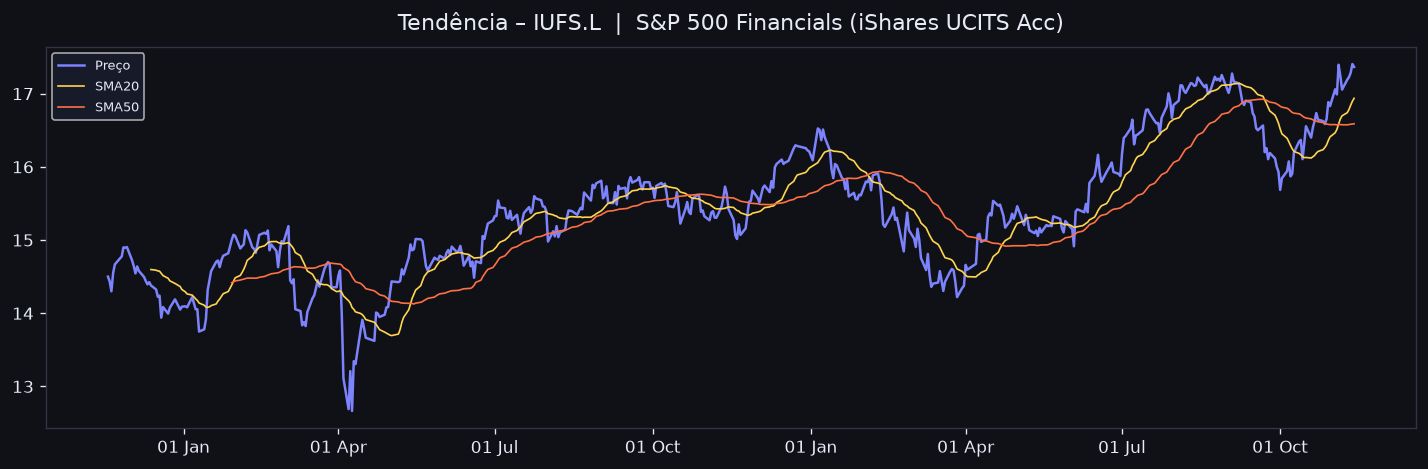 Tendência – IUFS.L | S&P 500 Financials (iShares UCITS Acc)
Preço
SMA20
SMA50
17
16
15
14
13
01 Jan 01 Apr 01 Jul 01 Oct 01 Jan 01 Apr 01 Jul 01 Oct